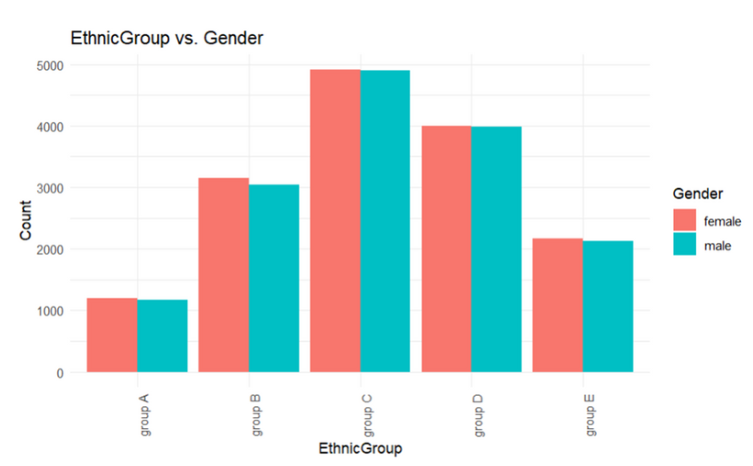 EthnicGroup vs. Gender
5000
4000
3000
2000
1000
0
Count
group A
group B
group C
group D
group E
EthnicGroup
Gender
female
male